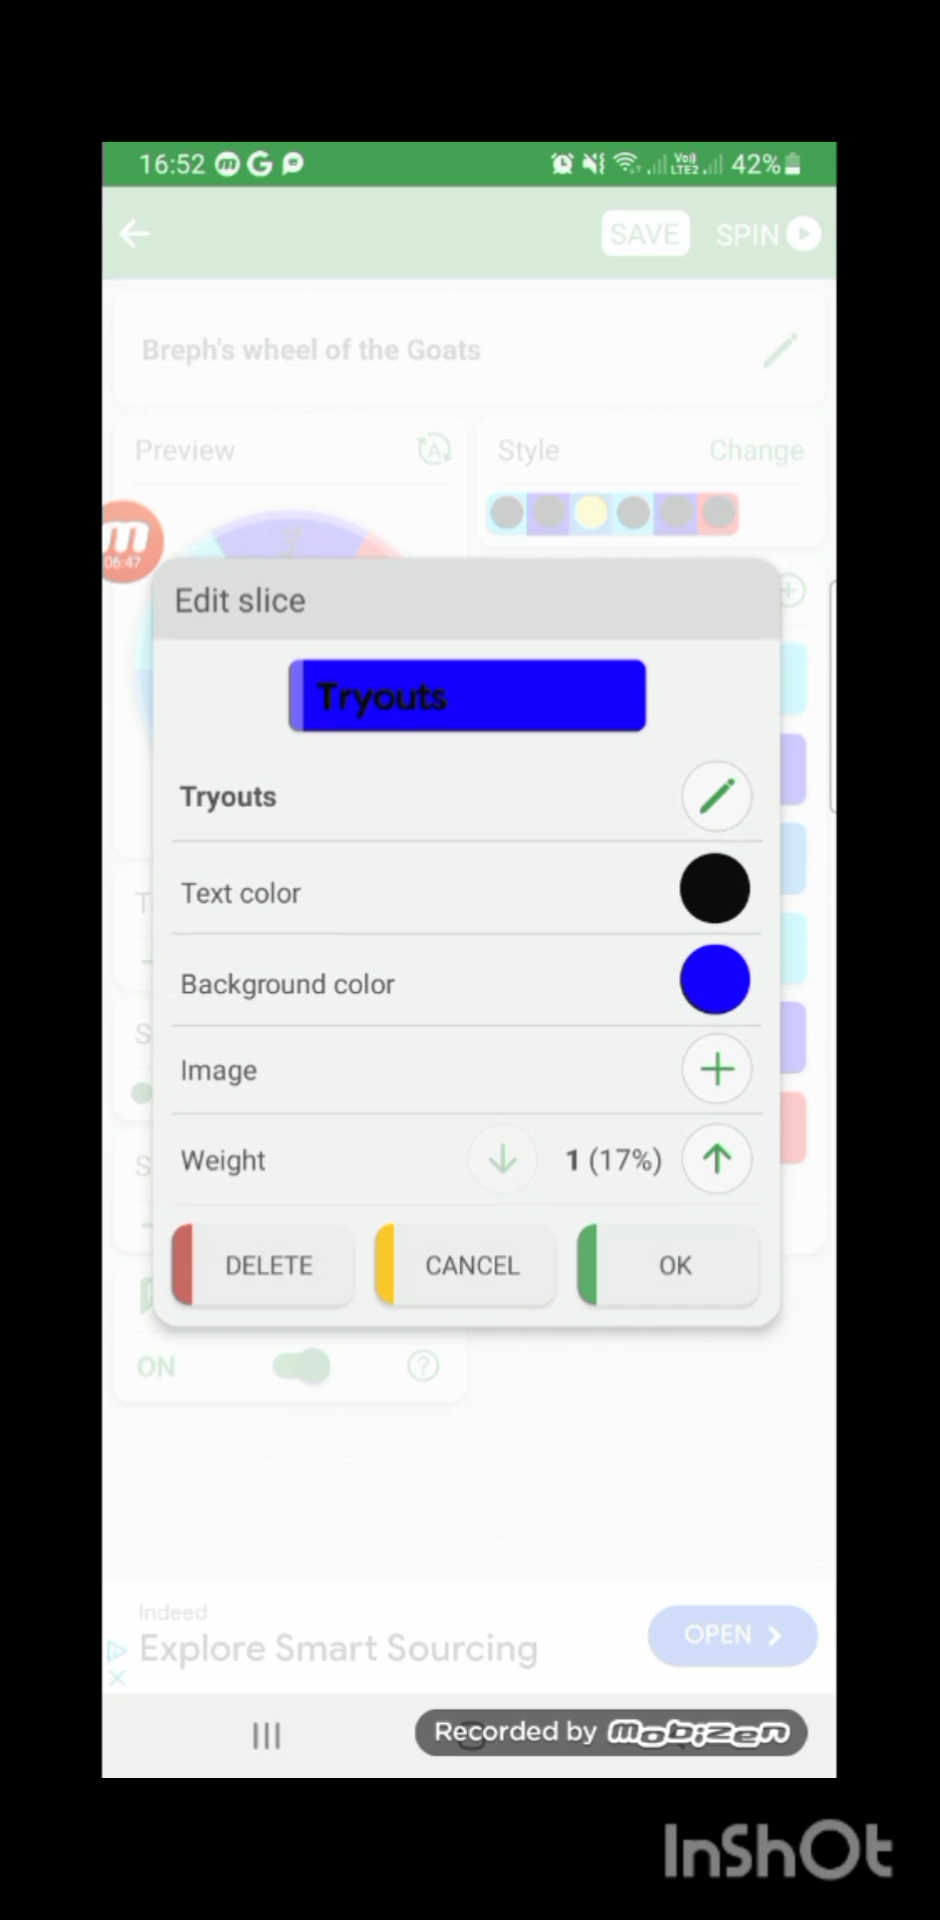 16:52 42%
VoI) LTE2
SAVE SPIN
Breph's wheel of the Goats
Preview
Style Change
06:47
Edit slice
Tryouts
Tryouts
Text color
Background color
Image
Weight 1 (17%)
DELETE CANCEL OK
ON
Indeed
Explore Smart Sourcing
OPEN
Recorded by mobizen
InShOt